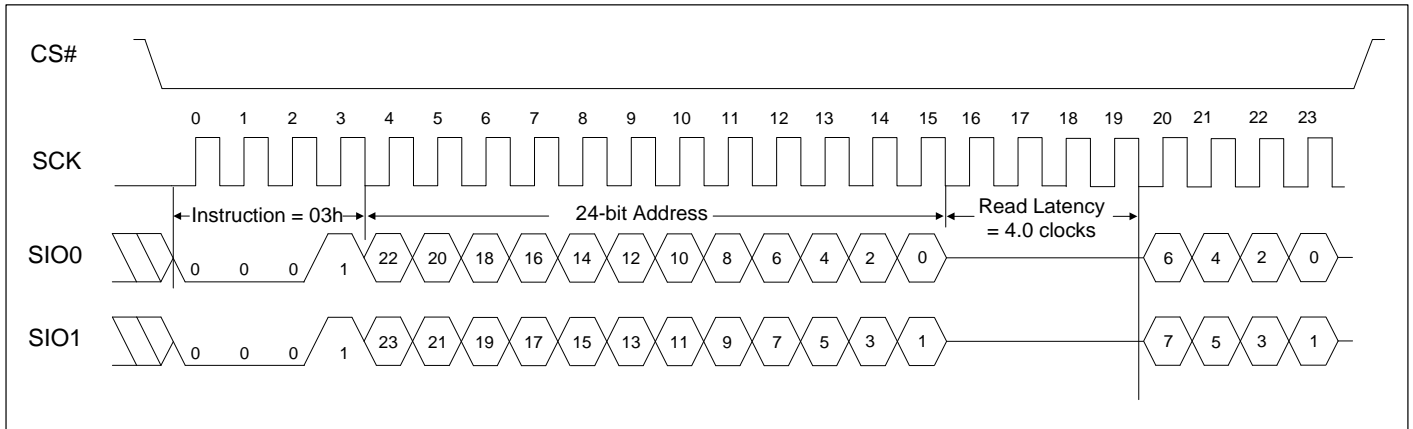 CS#
0 1 2 3 4 5 6 7 8 9 10 11 12 13 14 15 16 17 18 19 20 21 22 23
SCK
Instruction = 03h 24-bit Address Read Latency
= 4.0 clocks
SIO0 0 0 0 1 22 20 18 16 14 12 10 8 6 4 2 0 6 4 2 0
SIO1 0 0 0 1 23 21 19 17 15 13 11 9 7 5 3 1 7 5 3 1